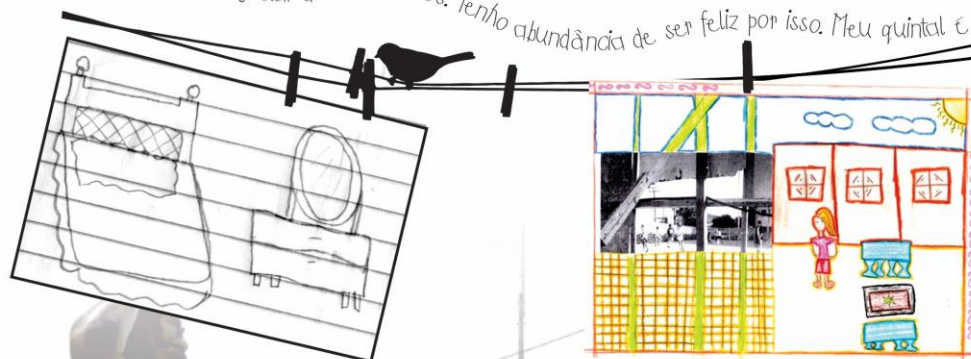 Tenho abundância de ser feliz por isso. Meu quintal é